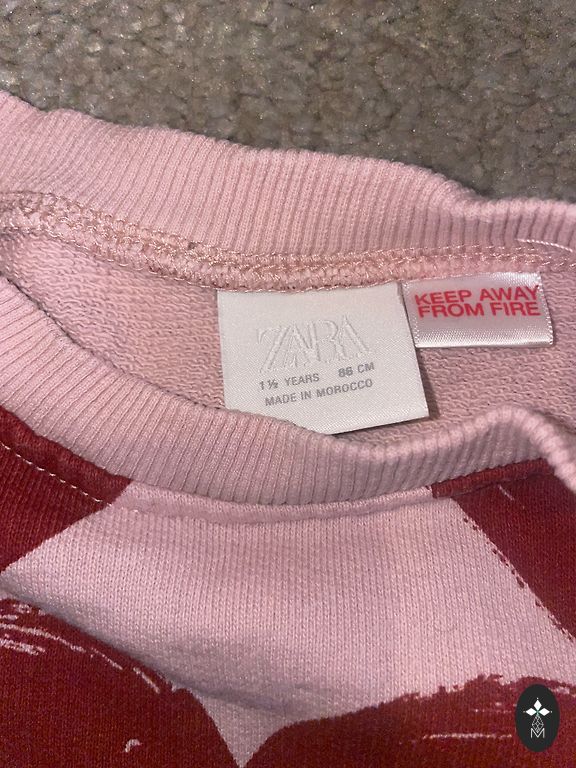 ZARA
1½ YEARS 86 CM
MADE IN MOROCCO
KEEP AWAY
FROM FIRE
M